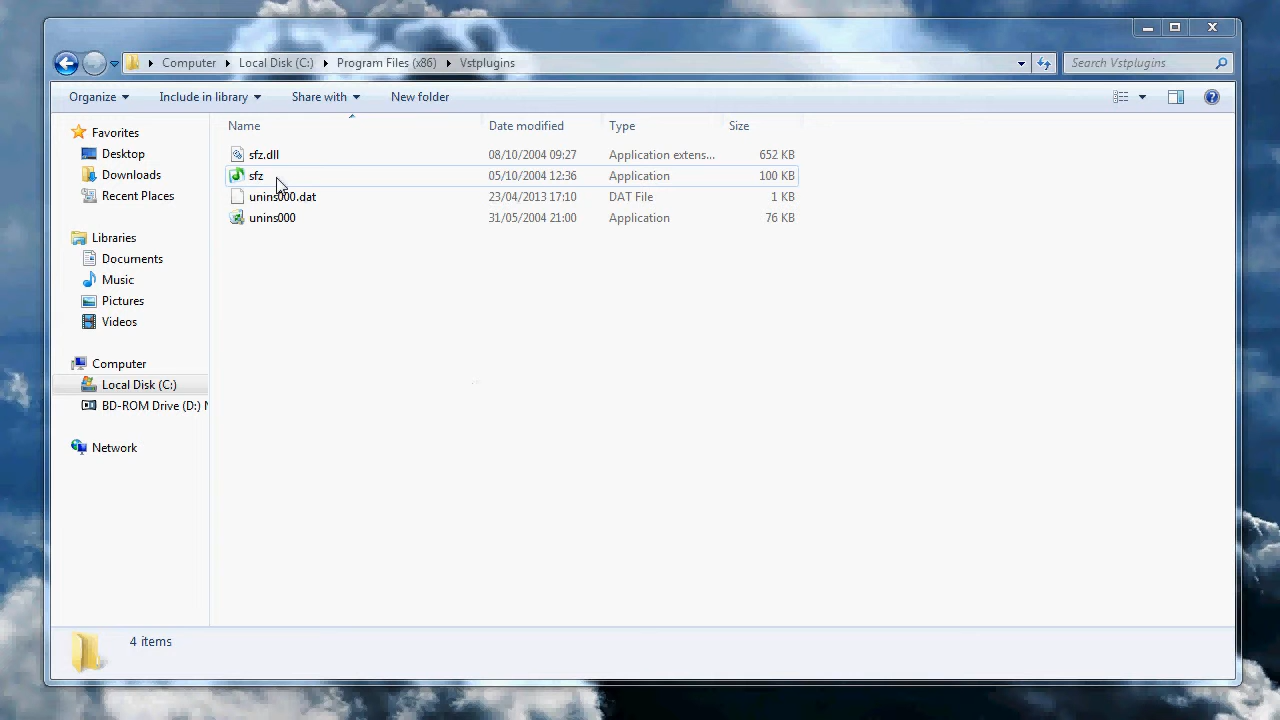 Computer Local Disk (C:) Program Files (x86) Vstplugins Search Vstplugins
Organize Include in library Share with New folder
Name Date modified Type Size
Favorites
Desktop
Downloads
Recent Places
Libraries
Documents
Music
Pictures
Videos
Computer
Local Disk (C:)
BD-ROM Drive (D:)
Network
sfz.dll 08/10/2004 09:27 Application extens... 652 KB
sfz 05/10/2004 12:36 Application 100 KB
unins000.dat 23/04/2013 17:10 DAT File 1 KB
unins000 31/05/2004 21:00 Application 76 KB
4 items